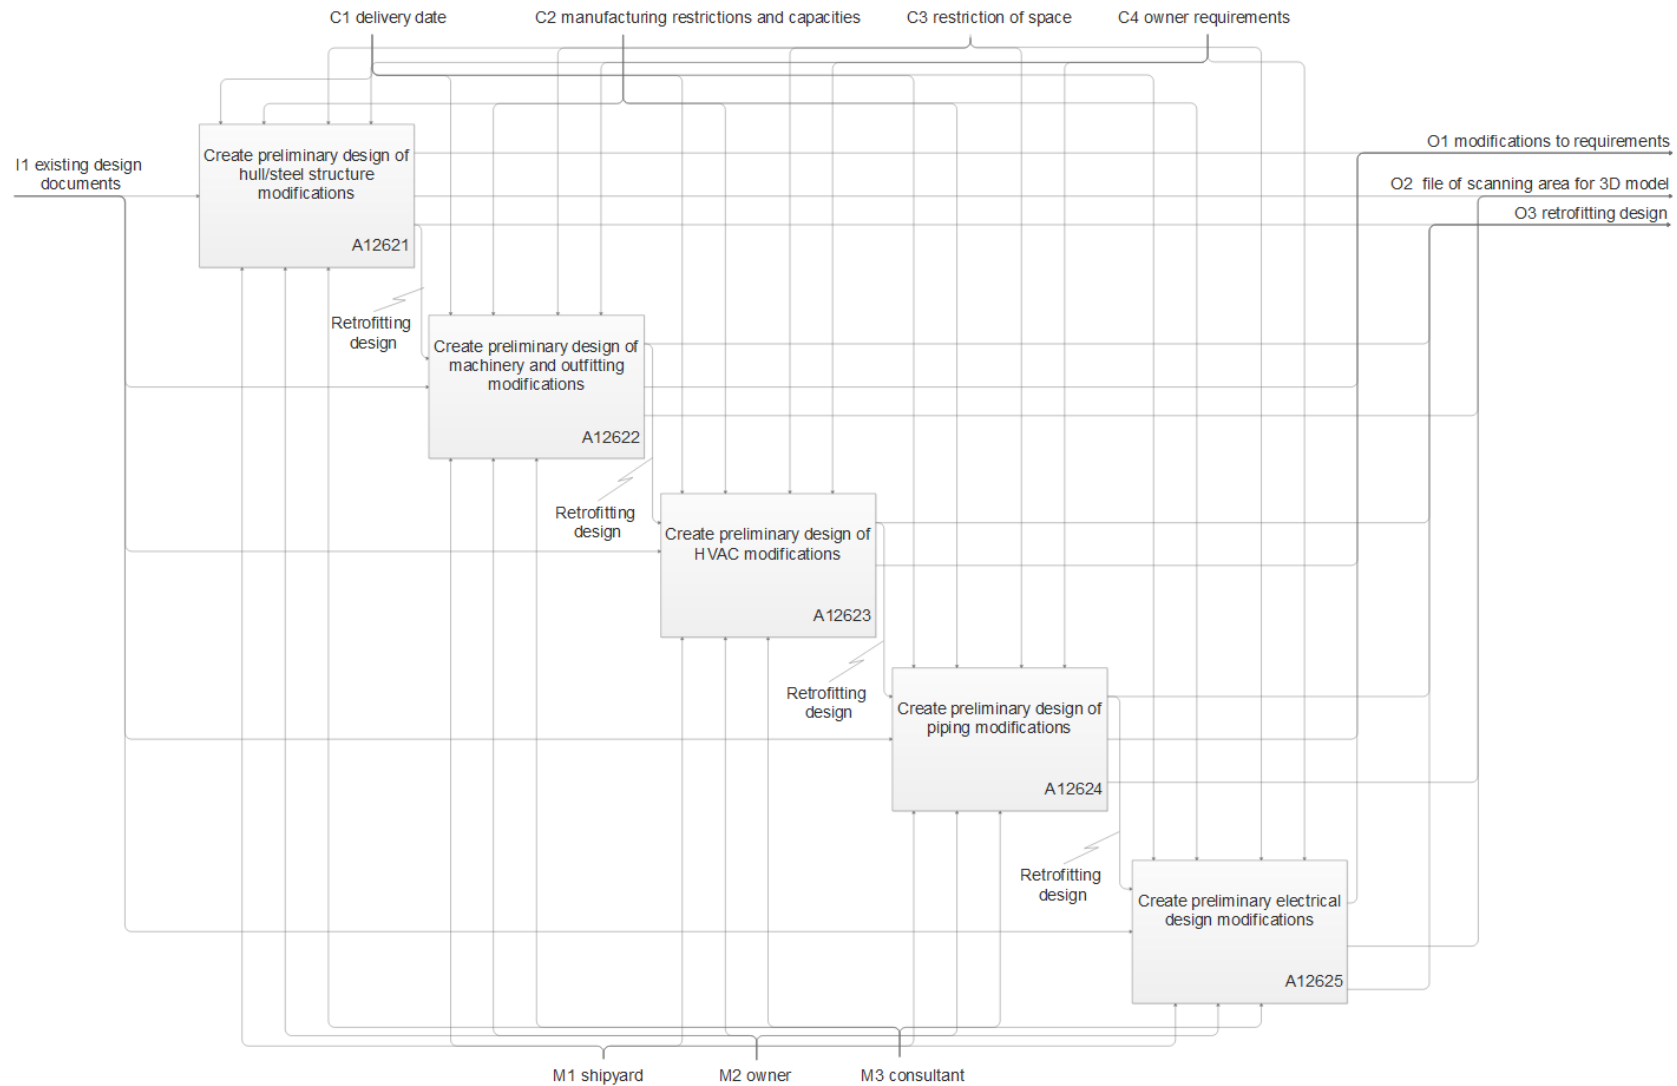 C1 delivery date
C2 manufacturing restrictions and capacities
C3 restriction of space
C4 owner requirements
I1 existing design
documents
O1 modifications to requirements
O2 file of scanning area for 3D model
O3 retrofitting design
Create preliminary design of
hull/steel structure
modifications
A12621
Retrofitting
design
Create preliminary design of
machinery and outfitting
modifications
A12622
Retrofitting
design
Create preliminary design of
HVAC modifications
A12623
Retrofitting
design
Create preliminary design of
piping modifications
A12624
Retrofitting
design
Create preliminary electrical
design modifications
A12625
M1 shipyard
M2 owner
M3 consultant